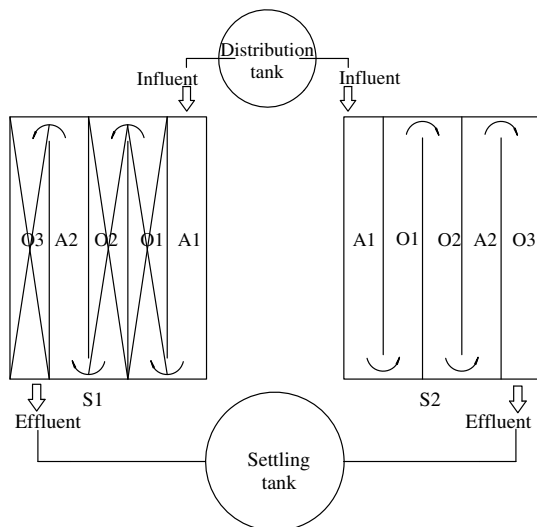 Distribution
tank
Influent
Influent
O3 A2 O2 O1 A1
A1 O1 O2 A2 O3
S1
S2
Effluent
Effluent
Settling
tank